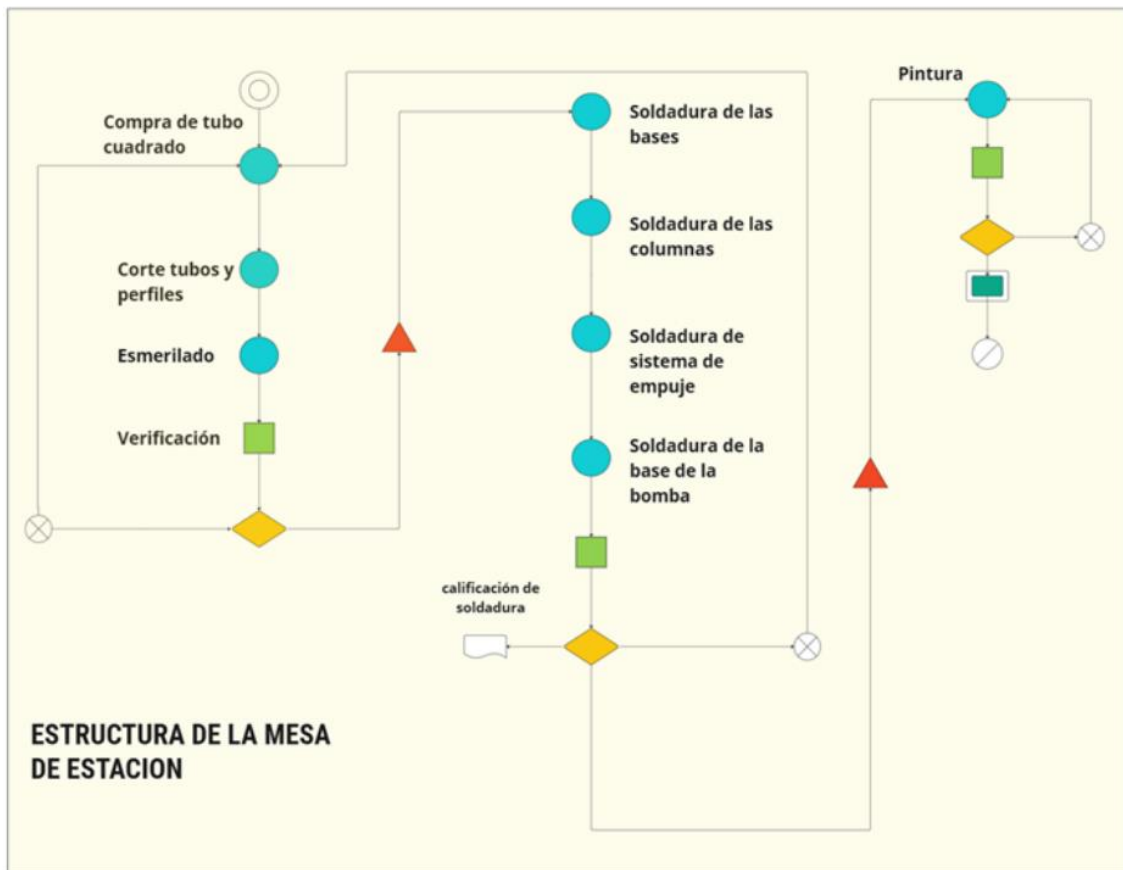 Compra de tubo
cuadrado
Corte tubos y
perfiles
Esmerilado
Verificación
Soldadura de las
bases
Soldadura de las
columnas
Soldadura de
sistema de
empuje
Soldadura de la
base de la
bomba
calificación de
soldadura
Pintura
ESTRUCTURA DE LA MESA
DE ESTACION